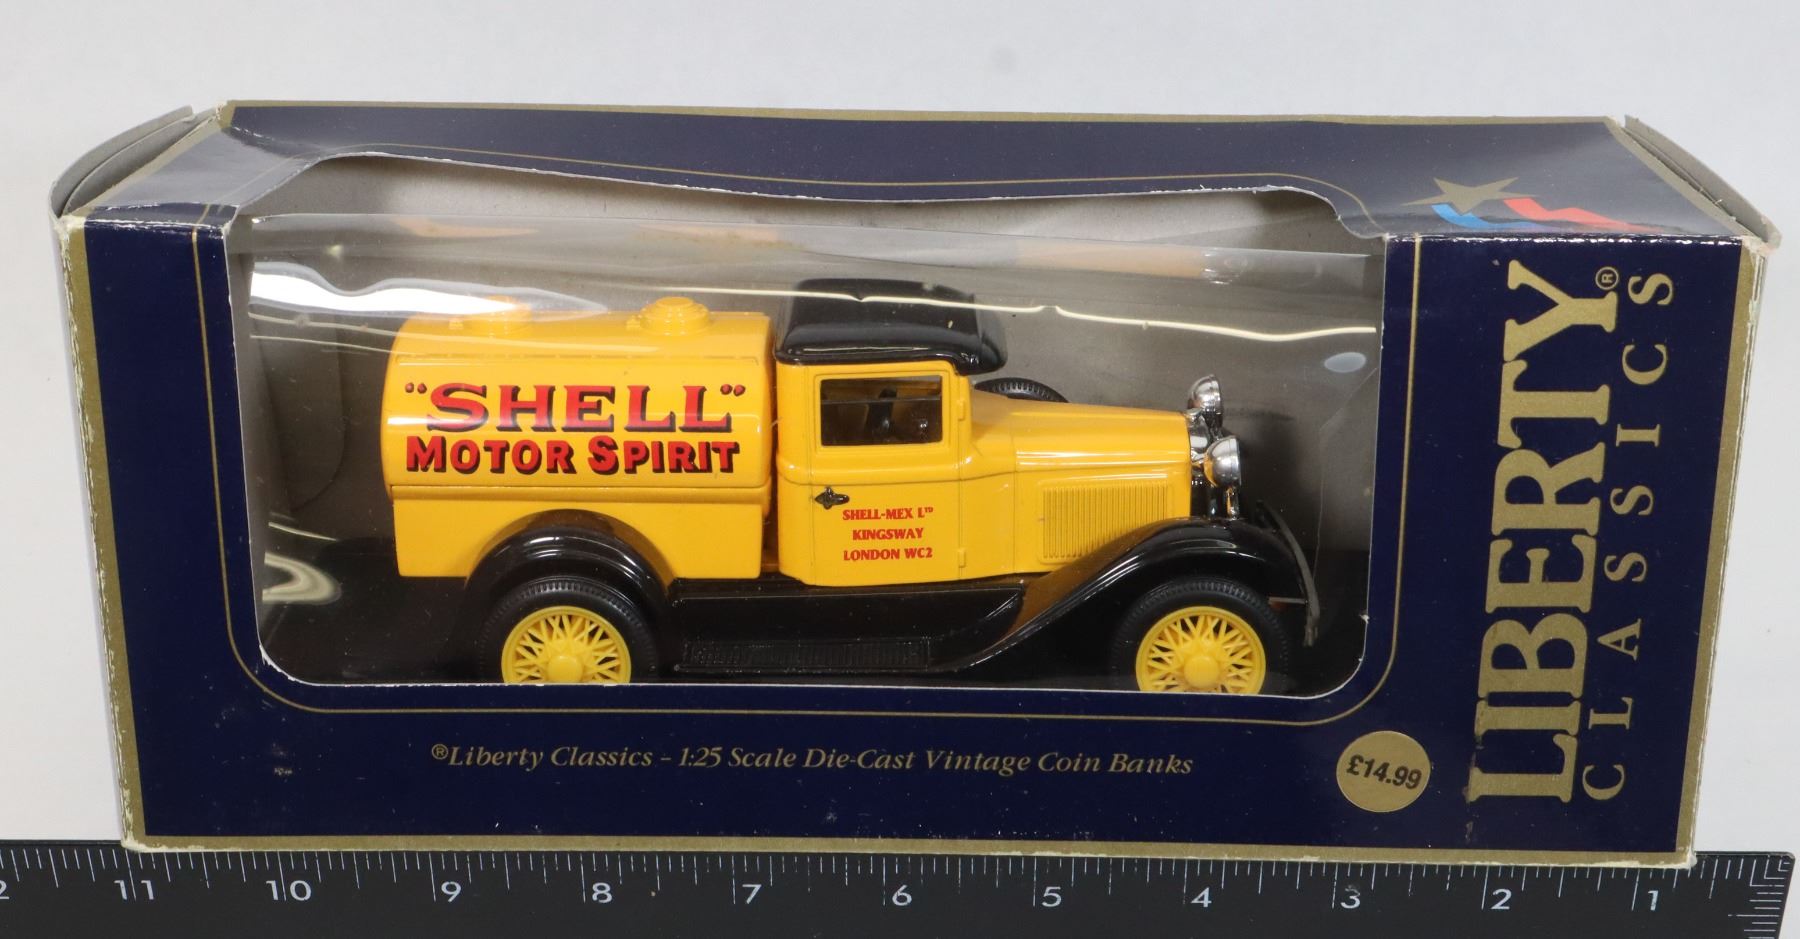 "SHELL"
MOTOR SPIRIT
SHELL-MEX LTD
KINGSWAY
LONDON WC2
®Liberty Classics - 1:25 Scale Die-Cast Vintage Coin Banks
£14.99
LIBERTY®
CLASSICS
2 11 10 9 8 7 6 5 4 3 2 1